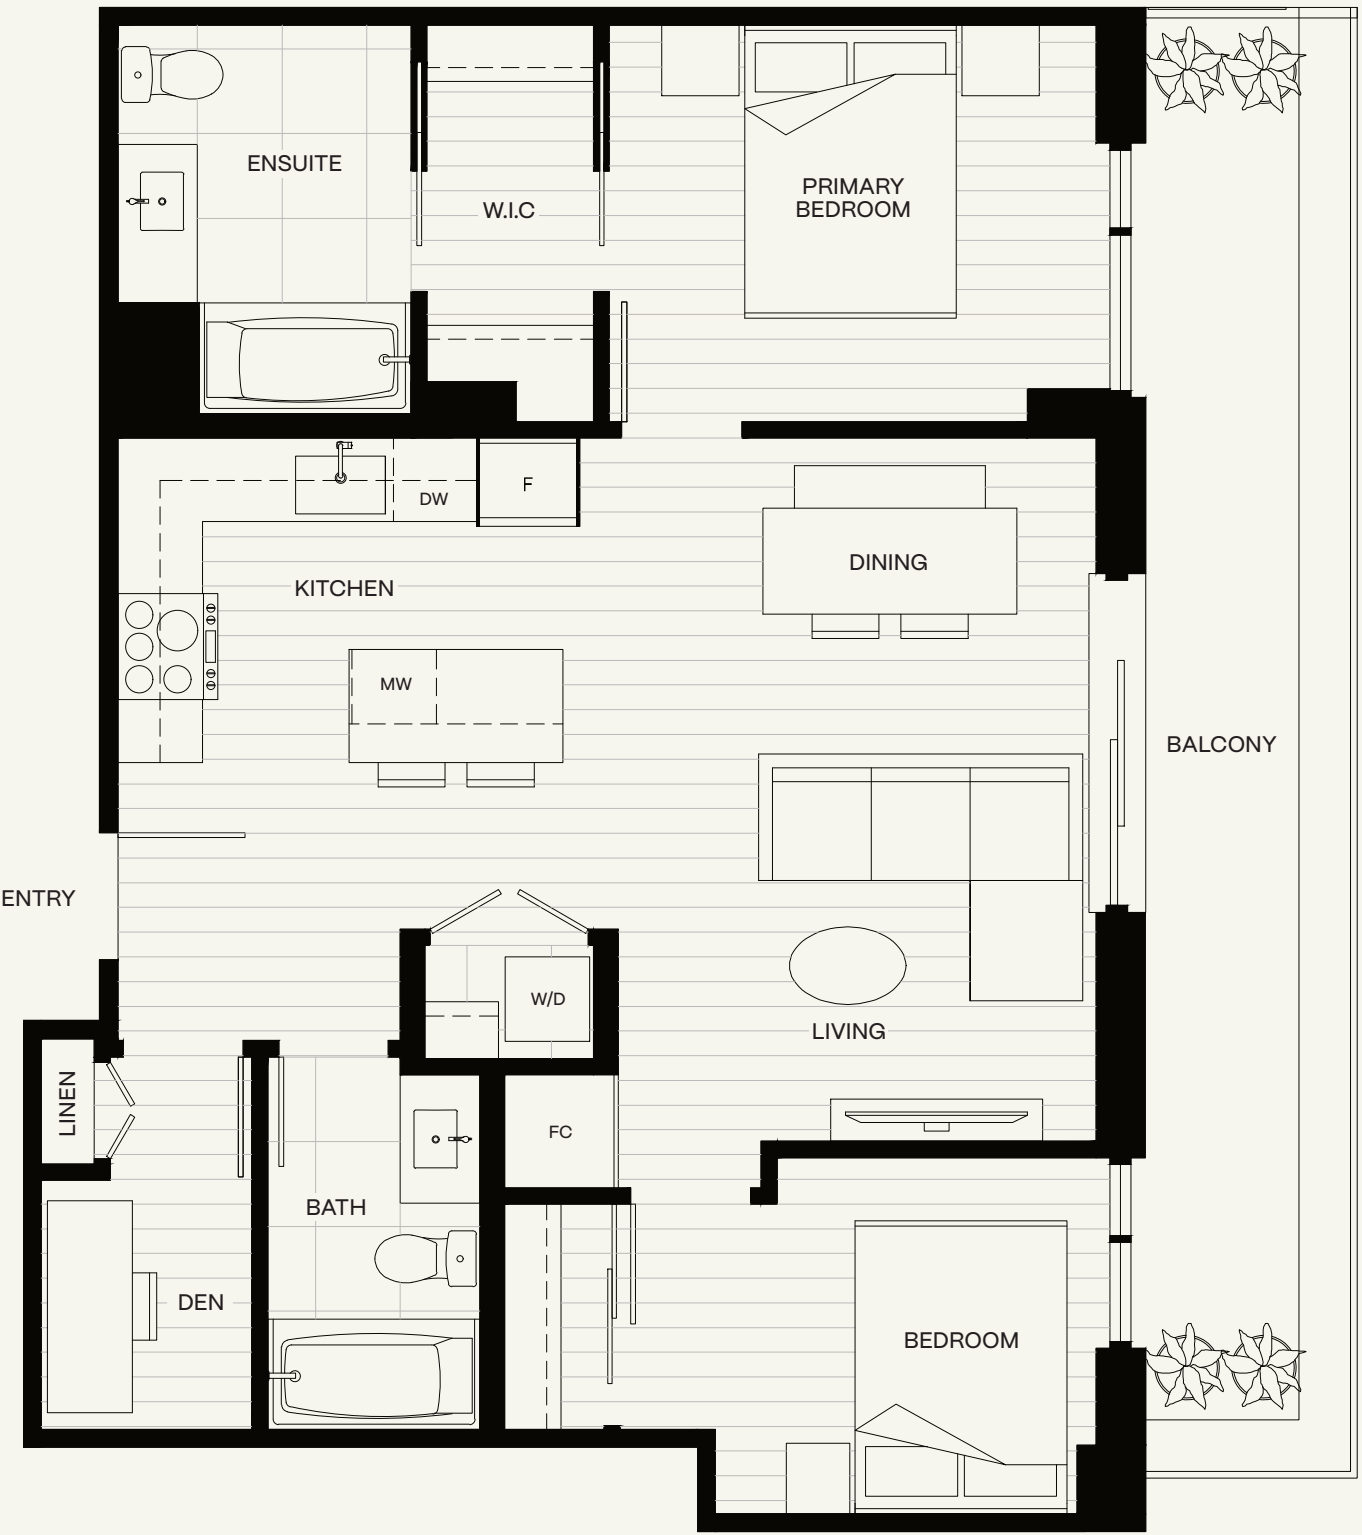 ENSUITE
W.I.C
PRIMARY
BEDROOM
DW
F
KITCHEN
DINING
MW
BALCONY
ENTRY
W/D
LIVING
LINEN
FC
BATH
DEN
BEDROOM